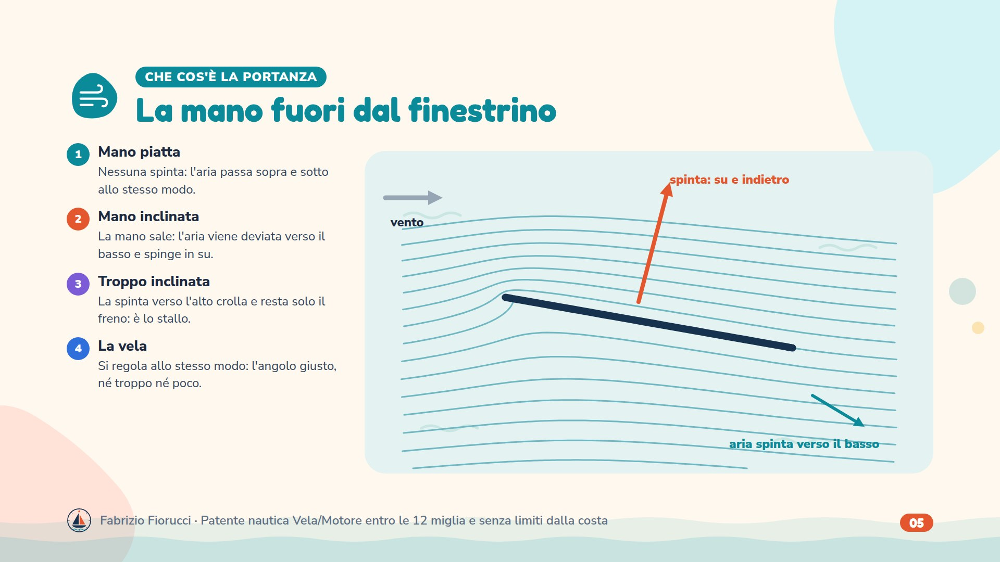 CHE COS'È LA PORTANZA
La mano fuori dal finestrino
1 Mano piatta
Nessuna spinta: l'aria passa sopra e sotto
allo stesso modo.
2 Mano inclinata
La mano sale: l'aria viene deviata verso il
basso e spinge in su.
3 Troppo inclinata
La spinta verso l'alto crolla e resta solo il
freno: è lo stallo.
4 La vela
Si regola allo stesso modo: l'angolo giusto,
né troppo né poco.
spinta: su e indietro
vento
aria spinta verso il basso
Fabrizio Fiorucci · Patente nautica Vela/Motore entro le 12 miglia e senza limiti dalla costa
05